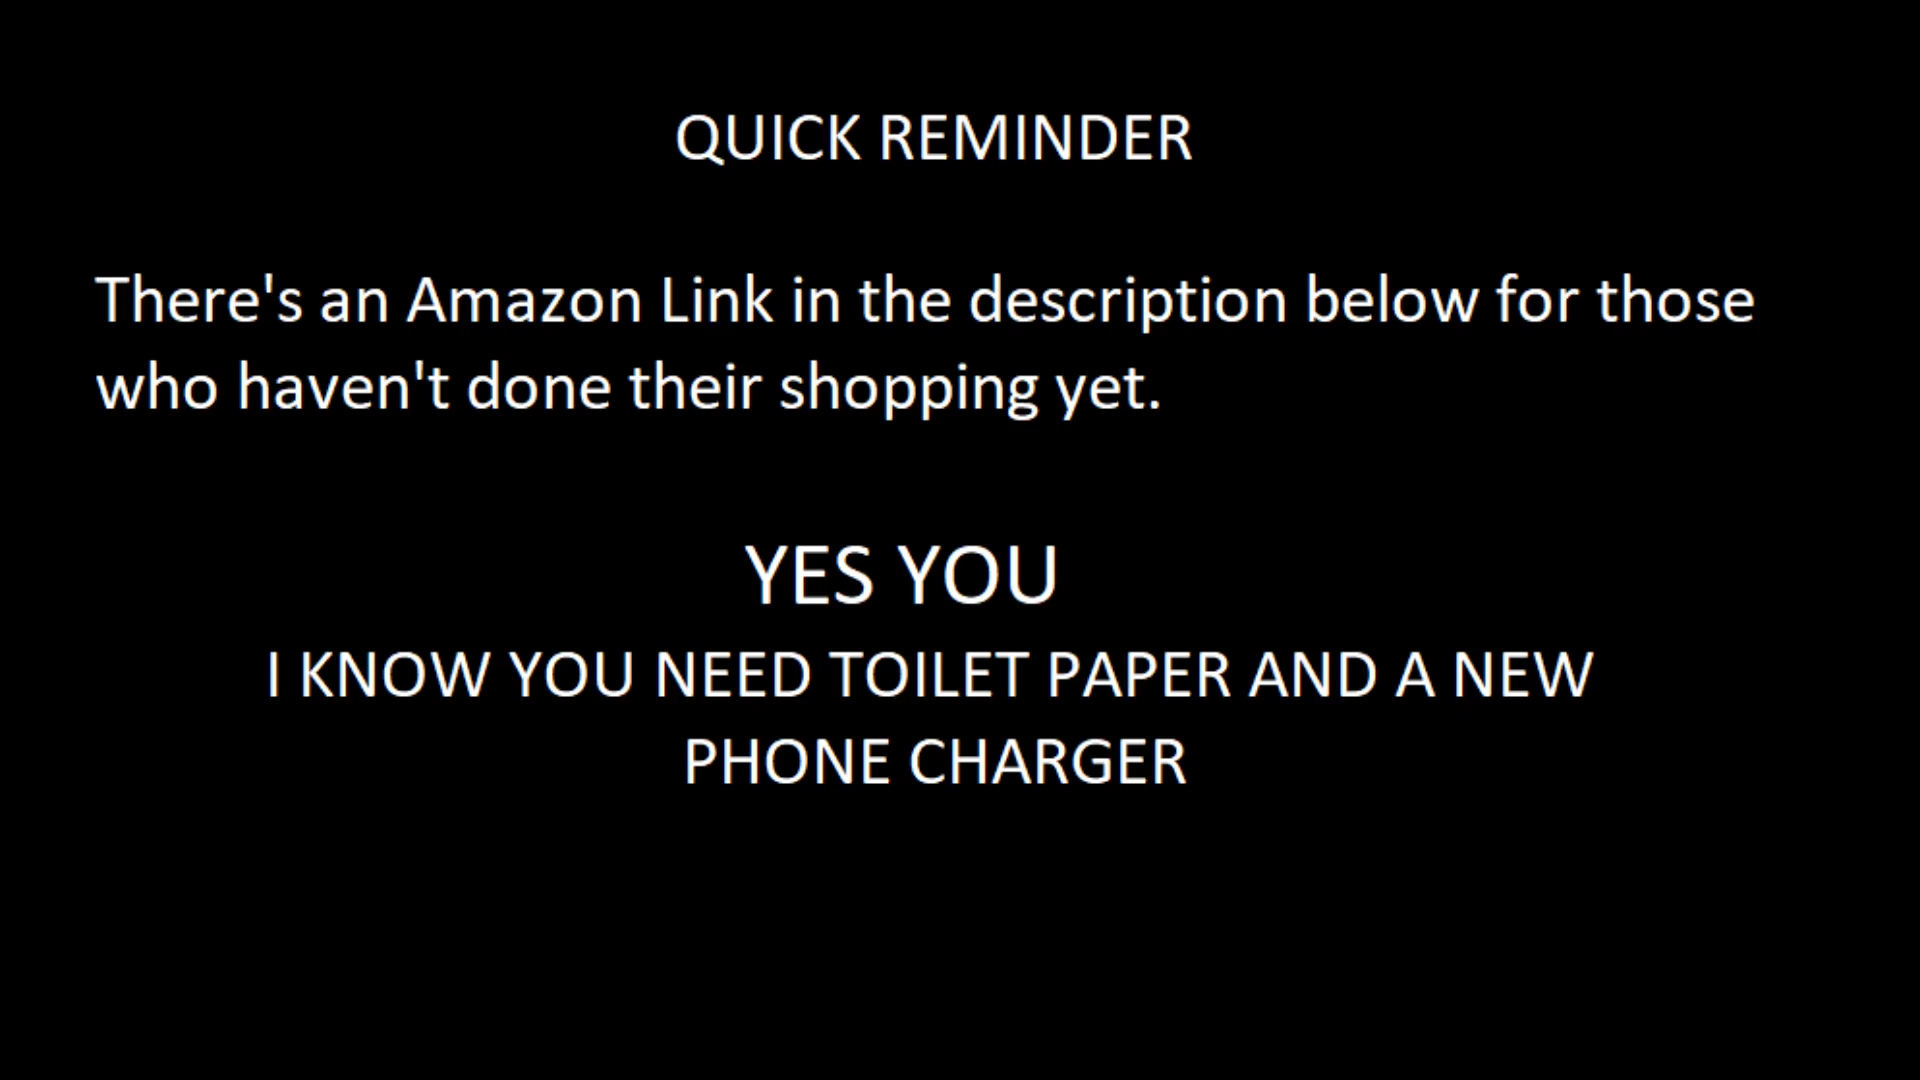 QUICK REMINDER
There's an Amazon Link in the description below for those
who haven't done their shopping yet.
YES YOU
I KNOW YOU NEED TOILET PAPER AND A NEW
PHONE CHARGER